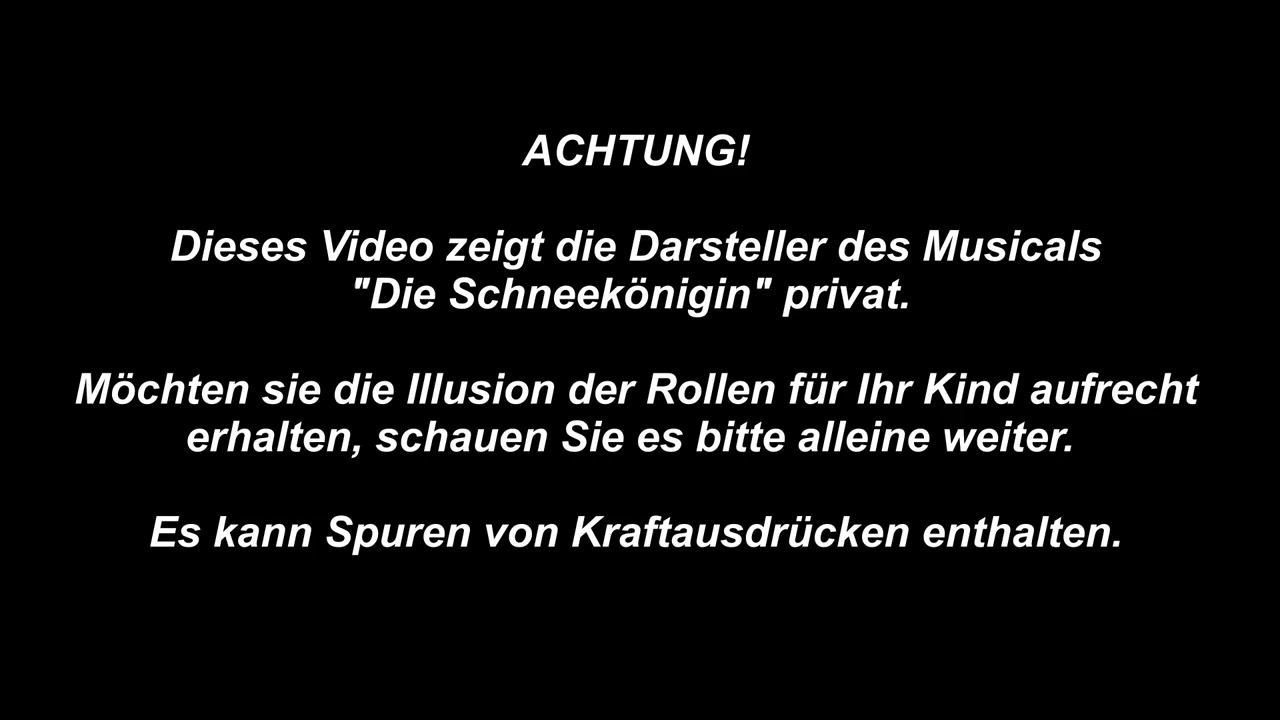 ACHTUNG!
Dieses Video zeigt die Darsteller des Musicals
"Die Schneekönigin" privat.
Möchten sie die Illusion der Rollen für Ihr Kind aufrecht
erhalten, schauen Sie es bitte alleine weiter.
Es kann Spuren von Kraftausdrücken enthalten.